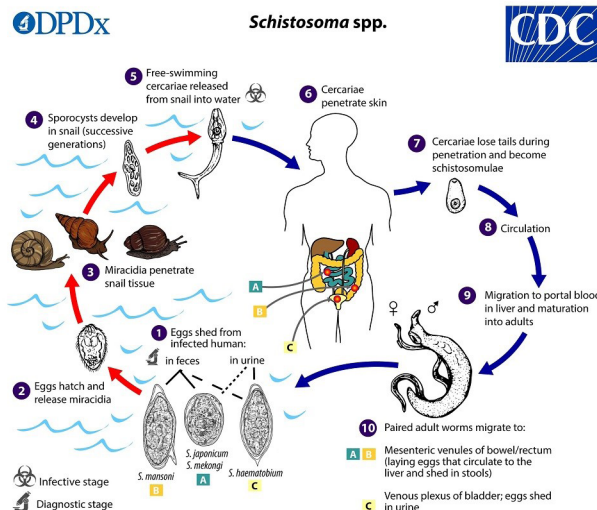 DPDx
Schistosoma spp.
CDC
5 Free-swimming
cercariae released
from snail into water
6 Cercariae
penetrate skin
4 Sporocysts develop
in snail (successive
generations)
7 Cercariae lose tails during
penetration and become
schistosomulae
8 Circulation
A
B
C
3 Miracidia penetrate
snail tissue
9 Migration to portal blood
in liver and maturation
into adults
♀ ♂
1 Eggs shed from
infected human:
in feces
in urine
2 Eggs hatch and
release miracidia
S. mansoni
B
S. japonicum
S. mekongi
A
S. haematobium
C
10 Paired adult worms migrate to:
A B Mesenteric venules of bowel/rectum
(laying eggs that circulate to the
liver and shed in stools)
C Venous plexus of bladder; eggs shed
in urine
Infective stage
Diagnostic stage